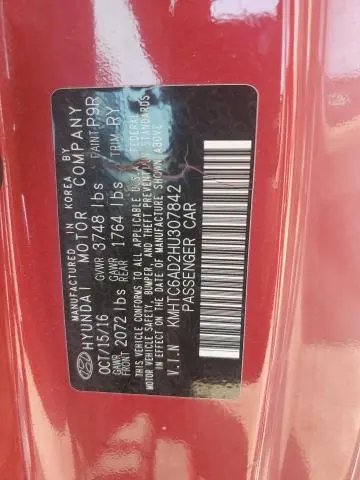 MANUFACTURED IN KOREA BY
HYUNDAI MOTOR COMPANY
OCT/15/16 GVWR 3748 lbs PAINT: P9R
GAWR FRONT 2072 lbs GAWR REAR 1764 lbs TRIM: RY
THIS VEHICLE CONFORMS TO ALL APPLICABLE U.S.A. FEDERAL
MOTOR VEHICLE SAFETY, BUMPER, AND THEFT PREVENTION STANDARDS
IN EFFECT ON THE DATE OF MANUFACTURE SHOWN ABOVE.
V.I.N KMHTC6AD2HU307842
PASSENGER CAR